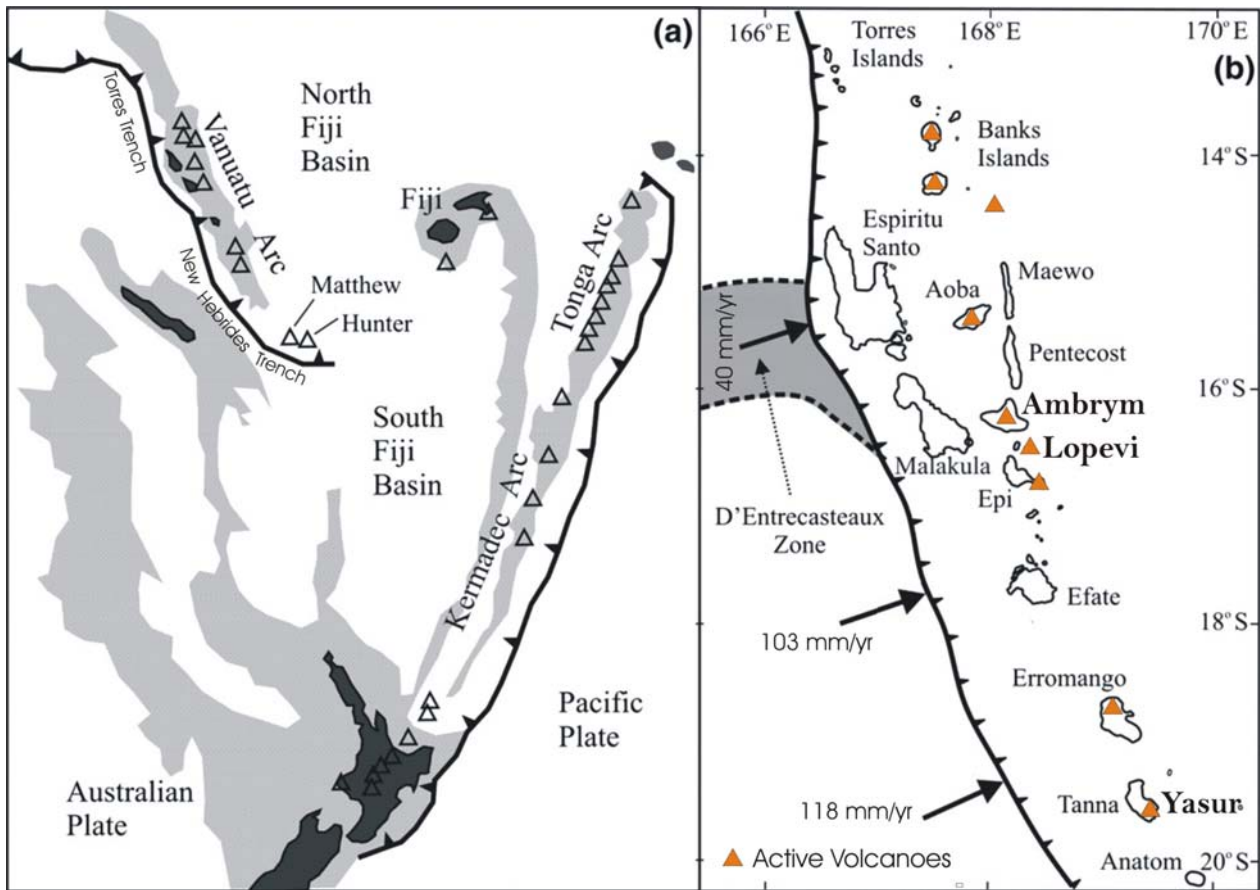 (a)
Torres Trench
Vanuatu
Arc
North
Fiji
Basin
Fiji
New Hebrides Trench
Matthew
Hunter
Tonga Arc
South
Fiji
Basin
Kermadec Arc
Pacific
Plate
Australian
Plate
166°E
168°E
170°E
(b)
Torres
Islands
Banks
Islands
14°S
Espiritu
Santo
Maewo
Aoba
40 mm/yr
Pentecost
16°S
Ambrym
Lopevi
Malakula
Epi
D'Entrecasteaux
Zone
Efate
18°S
103 mm/yr
Erromango
118 mm/yr
Tanna
Yasur
Active Volcanoes
20°S
Anatom